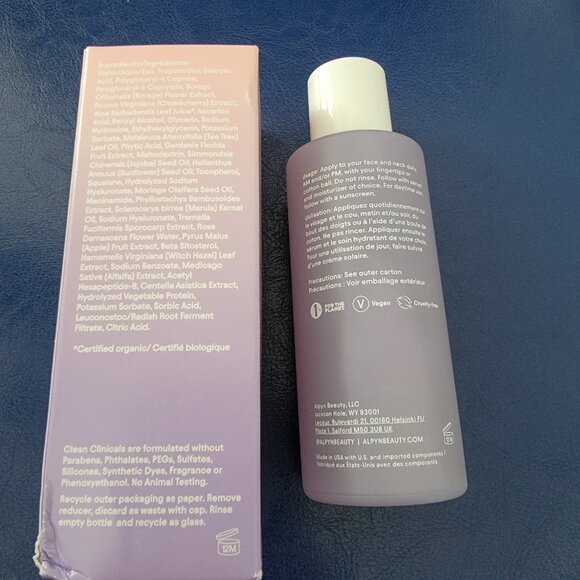 Ingredients/Ingrédients:
Water/Aqua/Eau, Propanediol, Salicylic
Acid, Polyglyceryl-4 Caprate,
Polyglyceryl-6 Caprylate, Borago
Officinalis (Borage) Flower Extract,
Prunus Virginiana (Chokecherry) Extract,
Aloe Barbadensis Leaf Juice*, Ascorbic
Acid, Benzyl Alcohol, Glycerin, Sodium
Hydroxide, Ethylhexylglycerin, Potassium
Sorbate, Melaleuca Alternifolia (Tea Tree)
Leaf Oil, Phytic Acid, Gardenia Florida
Fruit Extract, Maltodextrin, Simmondsia
Chinensis (Jojoba) Seed Oil, Helianthus
Annuus (Sunflower) Seed Oil, Tocopherol,
Squalene, Hydrolyzed Sodium
Hyaluronate, Moringa Oleifera Seed Oil,
Niacinamide, Phyllostachys Bambusoides
Extract, Sclerocarya birrea (Marula) Kernel
Oil, Sodium Hyaluronate, Tremella
Fuciformis Sporocarp Extract, Rosa
Damascena Flower Water, Pyrus Malus
(Apple) Fruit Extract, Beta Sitosterol,
Hamamelis Virginiana (Witch Hazel) Leaf
Extract, Sodium Benzoate, Medicago
Sativa (Alfalfa) Extract, Acetyl
Hexapeptide-8, Centella Asiatica Extract,
Hydrolyzed Vegetable Protein,
Potassium Sorbate, Sorbic Acid,
Leuconostoc/Radish Root Ferment
Filtrate, Citric Acid.
*Certified organic/ Certifié biologique
Clean Clinicals are formulated without
Parabens, Phthalates, PEGs, Sulfates,
Silicones, Synthetic Dyes, Fragrance or
Phenoxyethanol. No Animal Testing.
Recycle outer packaging as paper. Remove
reducer, discard as waste with cap. Rinse
empty bottle and recycle as glass.
12M
Usage: Apply to your face and neck daily,
AM and/or PM, with your fingertips or
cotton ball. Do not rinse. Follow with serum
and moisturizer of choice. For daytime use,
follow with a sunscreen.
Utilisation: Appliquez quotidiennement sur
le visage et le cou, matin et/ou soir, du
bout des doigts ou à l'aide d'une boule de
coton. Ne pas rincer. Appliquer ensuite le
sérum et le soin hydratant de votre choix.
Pour une utilisation de jour, faire suivre
d'une crème solaire.
Precautions: See outer carton
Précautions : Voir emballage extérieur
1% FOR THE
PLANET
V Vegan
Cruelty-free
Alpyn Beauty, LLC
Jackson Hole, WY 83001
Lecour, Bulevardi 21, 00180 Helsinki FI/
Plaza 1, Salford M50 3UB UK
@ALPYNBEAUTY | ALPYNBEAUTY.COM
12M
Made in USA with U.S. and imported components /
Fabriqué aux États-Unis avec des composants